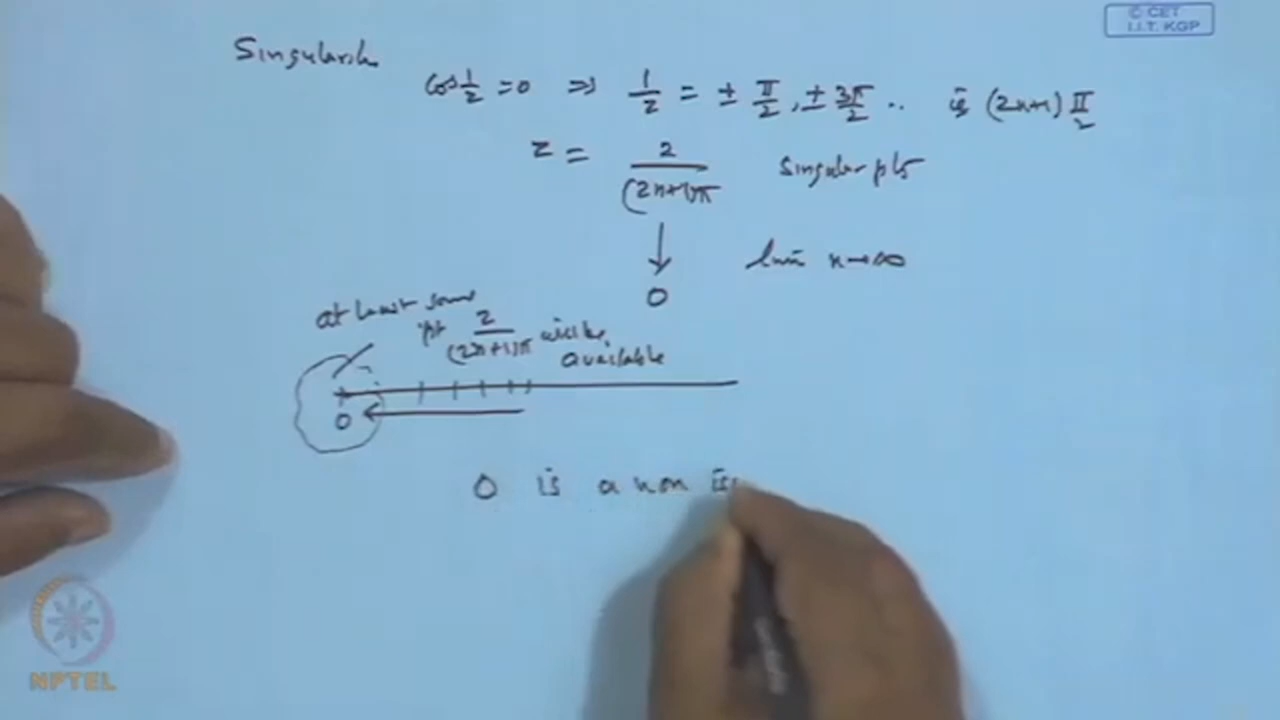 © CET
I.I.T. KGP
cos 1/z = 0 ⇒ 1/z = ± π/2, ± 3π/2 .. is (2n+1) π/2
z = 2/(2n+1)π singular pts
↓ lim n→∞
0
at least some
pt 2/(2n+1)π will be
available
0
0 is a non is
NPTEL